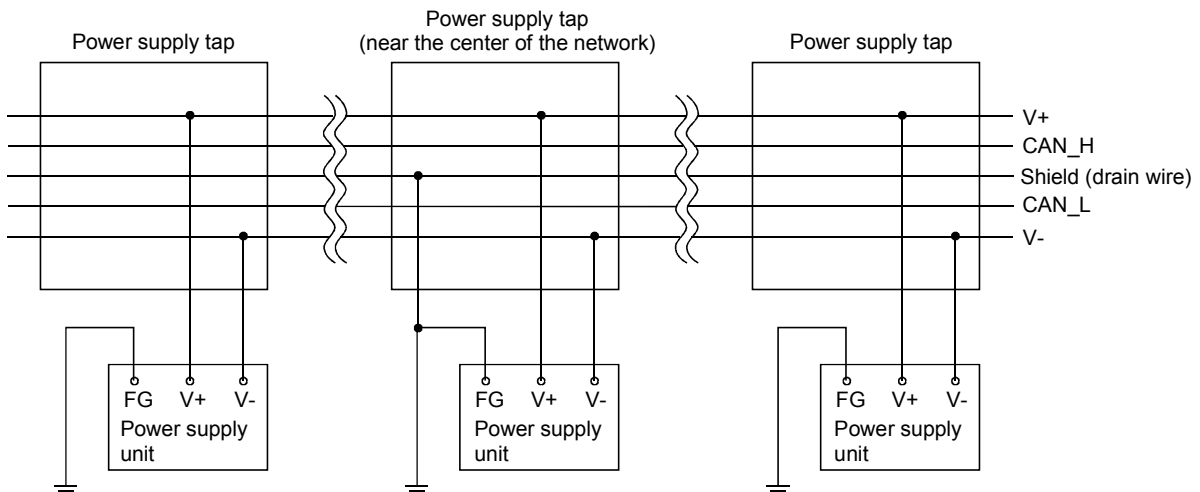 Power supply tap
Power supply tap
(near the center of the network)
Power supply tap
V+
CAN_H
Shield (drain wire)
CAN_L
V-
FG V+ V-
Power supply
unit
FG V+ V-
Power supply
unit
FG V+ V-
Power supply
unit